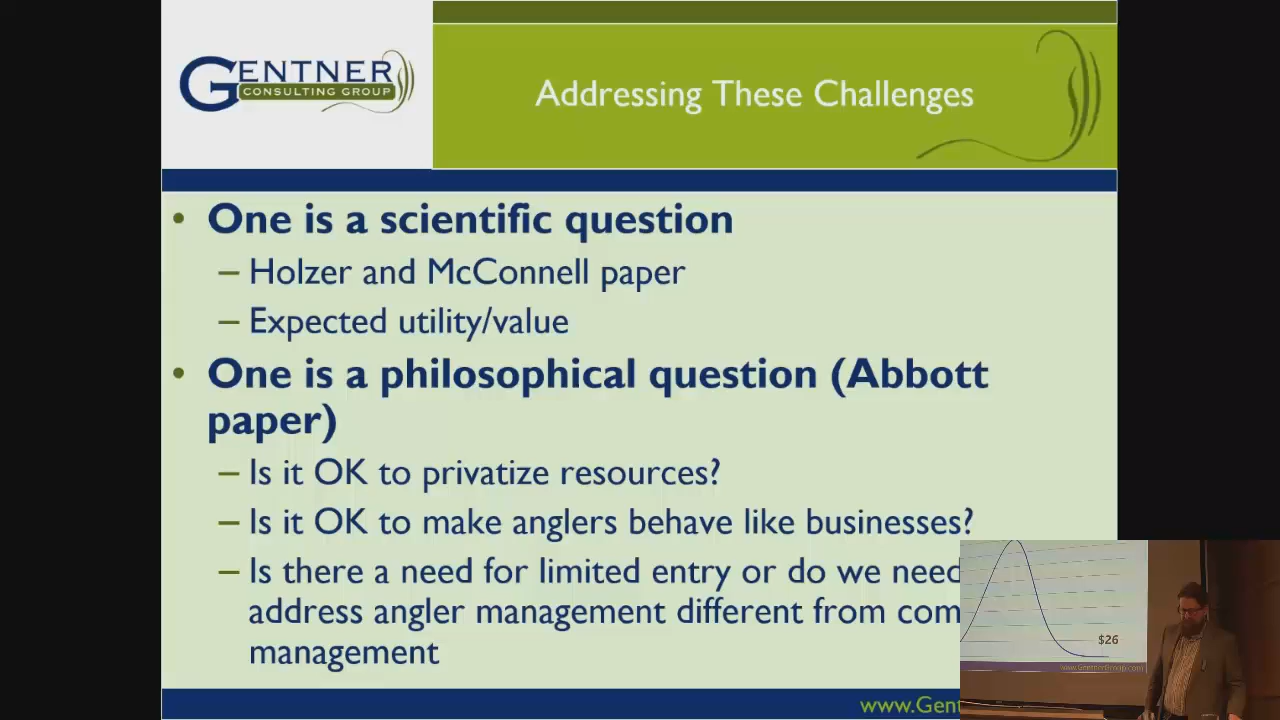 GENTNER
CONSULTING GROUP
Addressing These Challenges
• One is a scientific question
– Holzer and McConnell paper
– Expected utility/value
• One is a philosophical question (Abbott
paper)
– Is it OK to privatize resources?
– Is it OK to make anglers behave like businesses?
– Is there a need for limited entry or do we need
address angler management different from com
management
$26
www.GentnerGroup.com
www.Gent